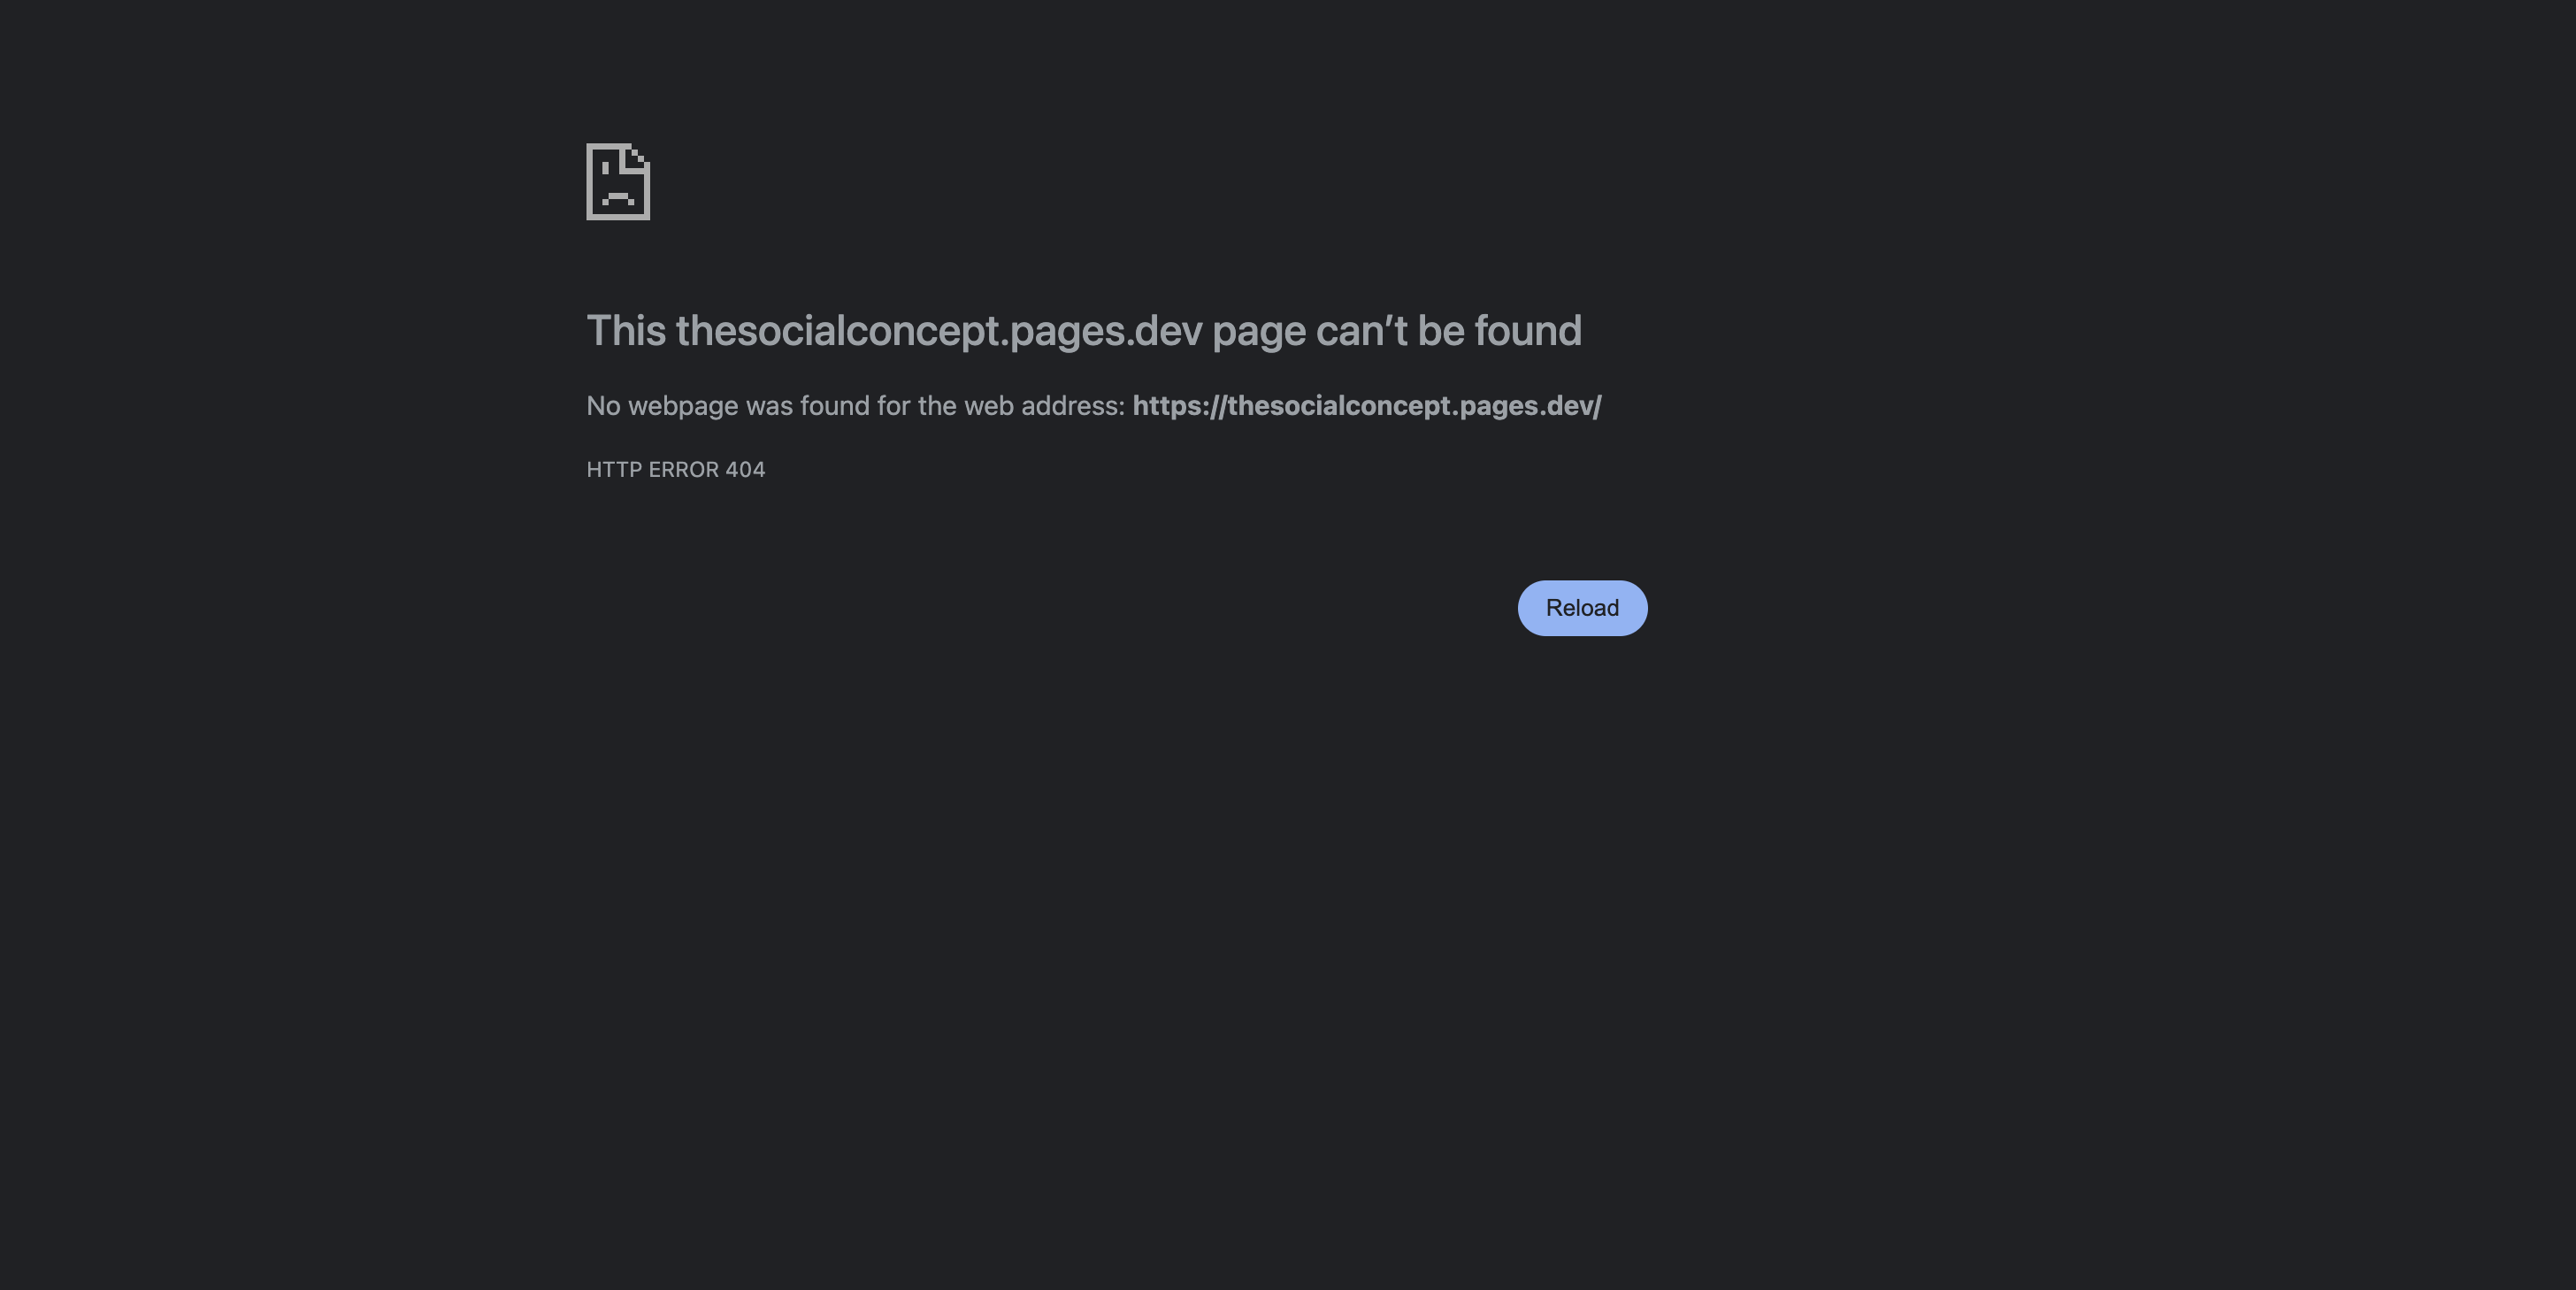 This thesocialconcept.pages.dev page can’t be found
No webpage was found for the web address: https://thesocialconcept.pages.dev/
HTTP ERROR 404
Reload